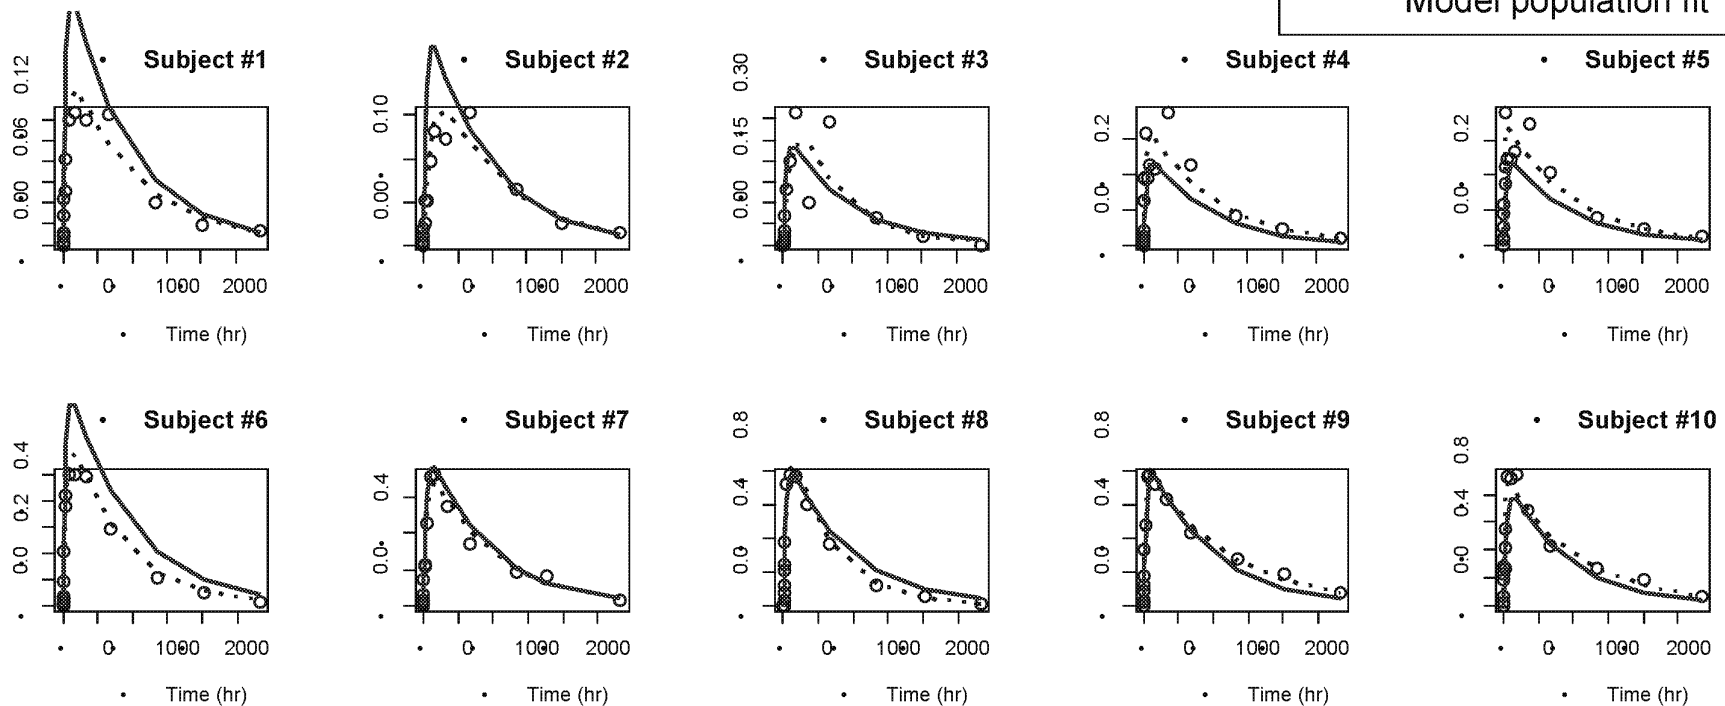 Model population fit
• Subject #1
0.12
0.06
0.00
0 1000 2000
• Time (hr)
• Subject #2
0.10
0.00
0 1000 2000
• Time (hr)
• Subject #3
0.30
0.15
0.00
0 1000 2000
• Time (hr)
• Subject #4
0.2
0.0
0 1000 2000
• Time (hr)
• Subject #5
0.2
0.0
0 1000 2000
• Time (hr)
• Subject #6
0.4
0.2
0.0
0 1000 2000
• Time (hr)
• Subject #7
0.4
0.0
0 1000 2000
• Time (hr)
• Subject #8
0.8
0.4
0.0
0 1000 2000
• Time (hr)
• Subject #9
0.8
0.4
0.0
0 1000 2000
• Time (hr)
• Subject #10
0.8
0.4
0.0
0 1000 2000
• Time (hr)